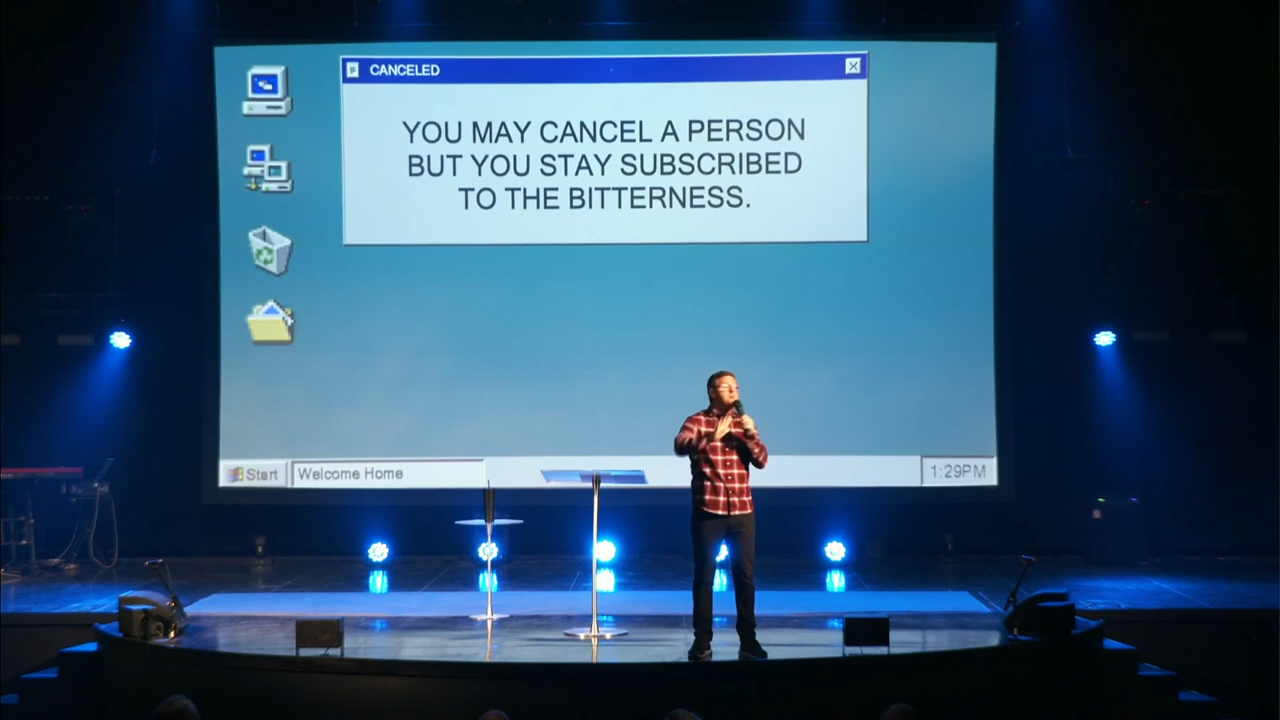 CANCELED
YOU MAY CANCEL A PERSON
BUT YOU STAY SUBSCRIBED
TO THE BITTERNESS.
Start
Welcome Home
1:29PM